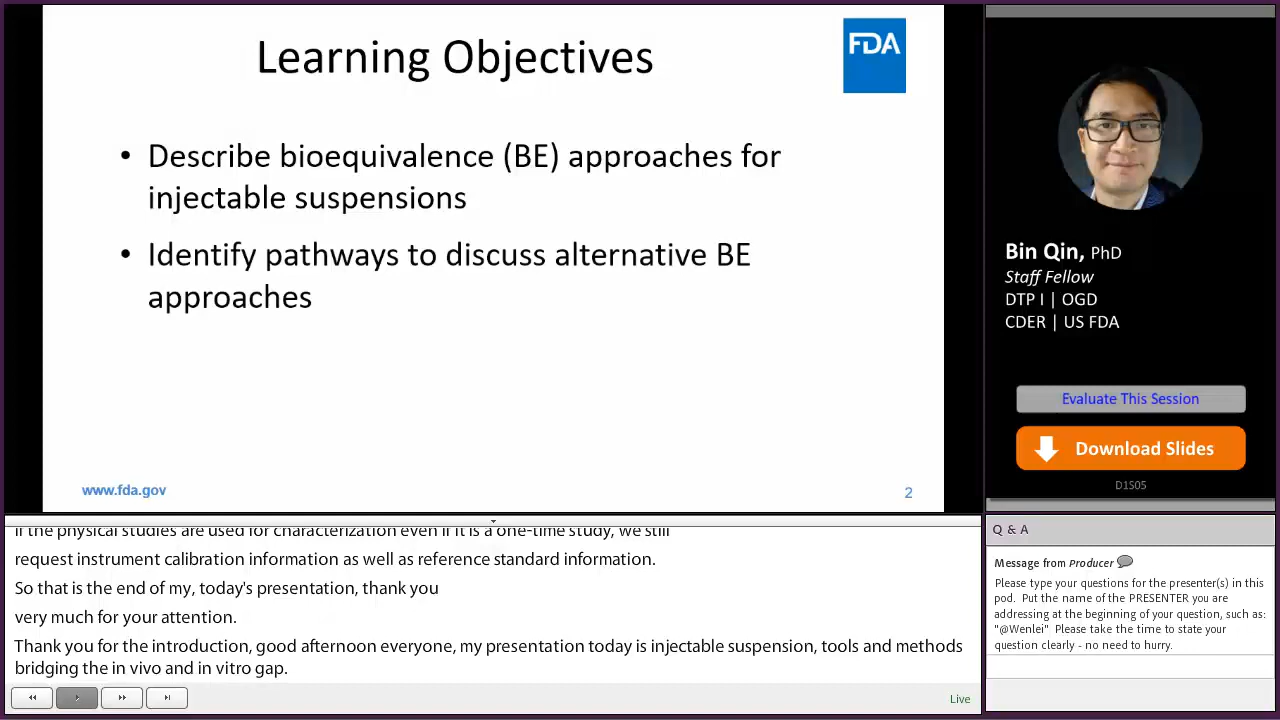 Learning Objectives
FDA
• Describe bioequivalence (BE) approaches for
injectable suspensions
• Identify pathways to discuss alternative BE
approaches
www.fda.gov
2
Bin Qin, PhD
Staff Fellow
DTP I | OGD
CDER | US FDA
Evaluate This Session
Download Slides
D1S05
if the physical studies are used for characterization even if it is a one-time study, we still
request instrument calibration information as well as reference standard information.
So that is the end of my, today's presentation, thank you
very much for your attention.
Thank you for the introduction, good afternoon everyone, my presentation today is injectable suspension, tools and methods
bridging the in vivo and in vitro gap.
Live
Q & A
Message from Producer
Please type your questions for the presenter(s) in this
pod. Put the name of the PRESENTER you are
addressing at the beginning of your question, such as:
"@Wenlei" Please take the time to state your
question clearly - no need to hurry.